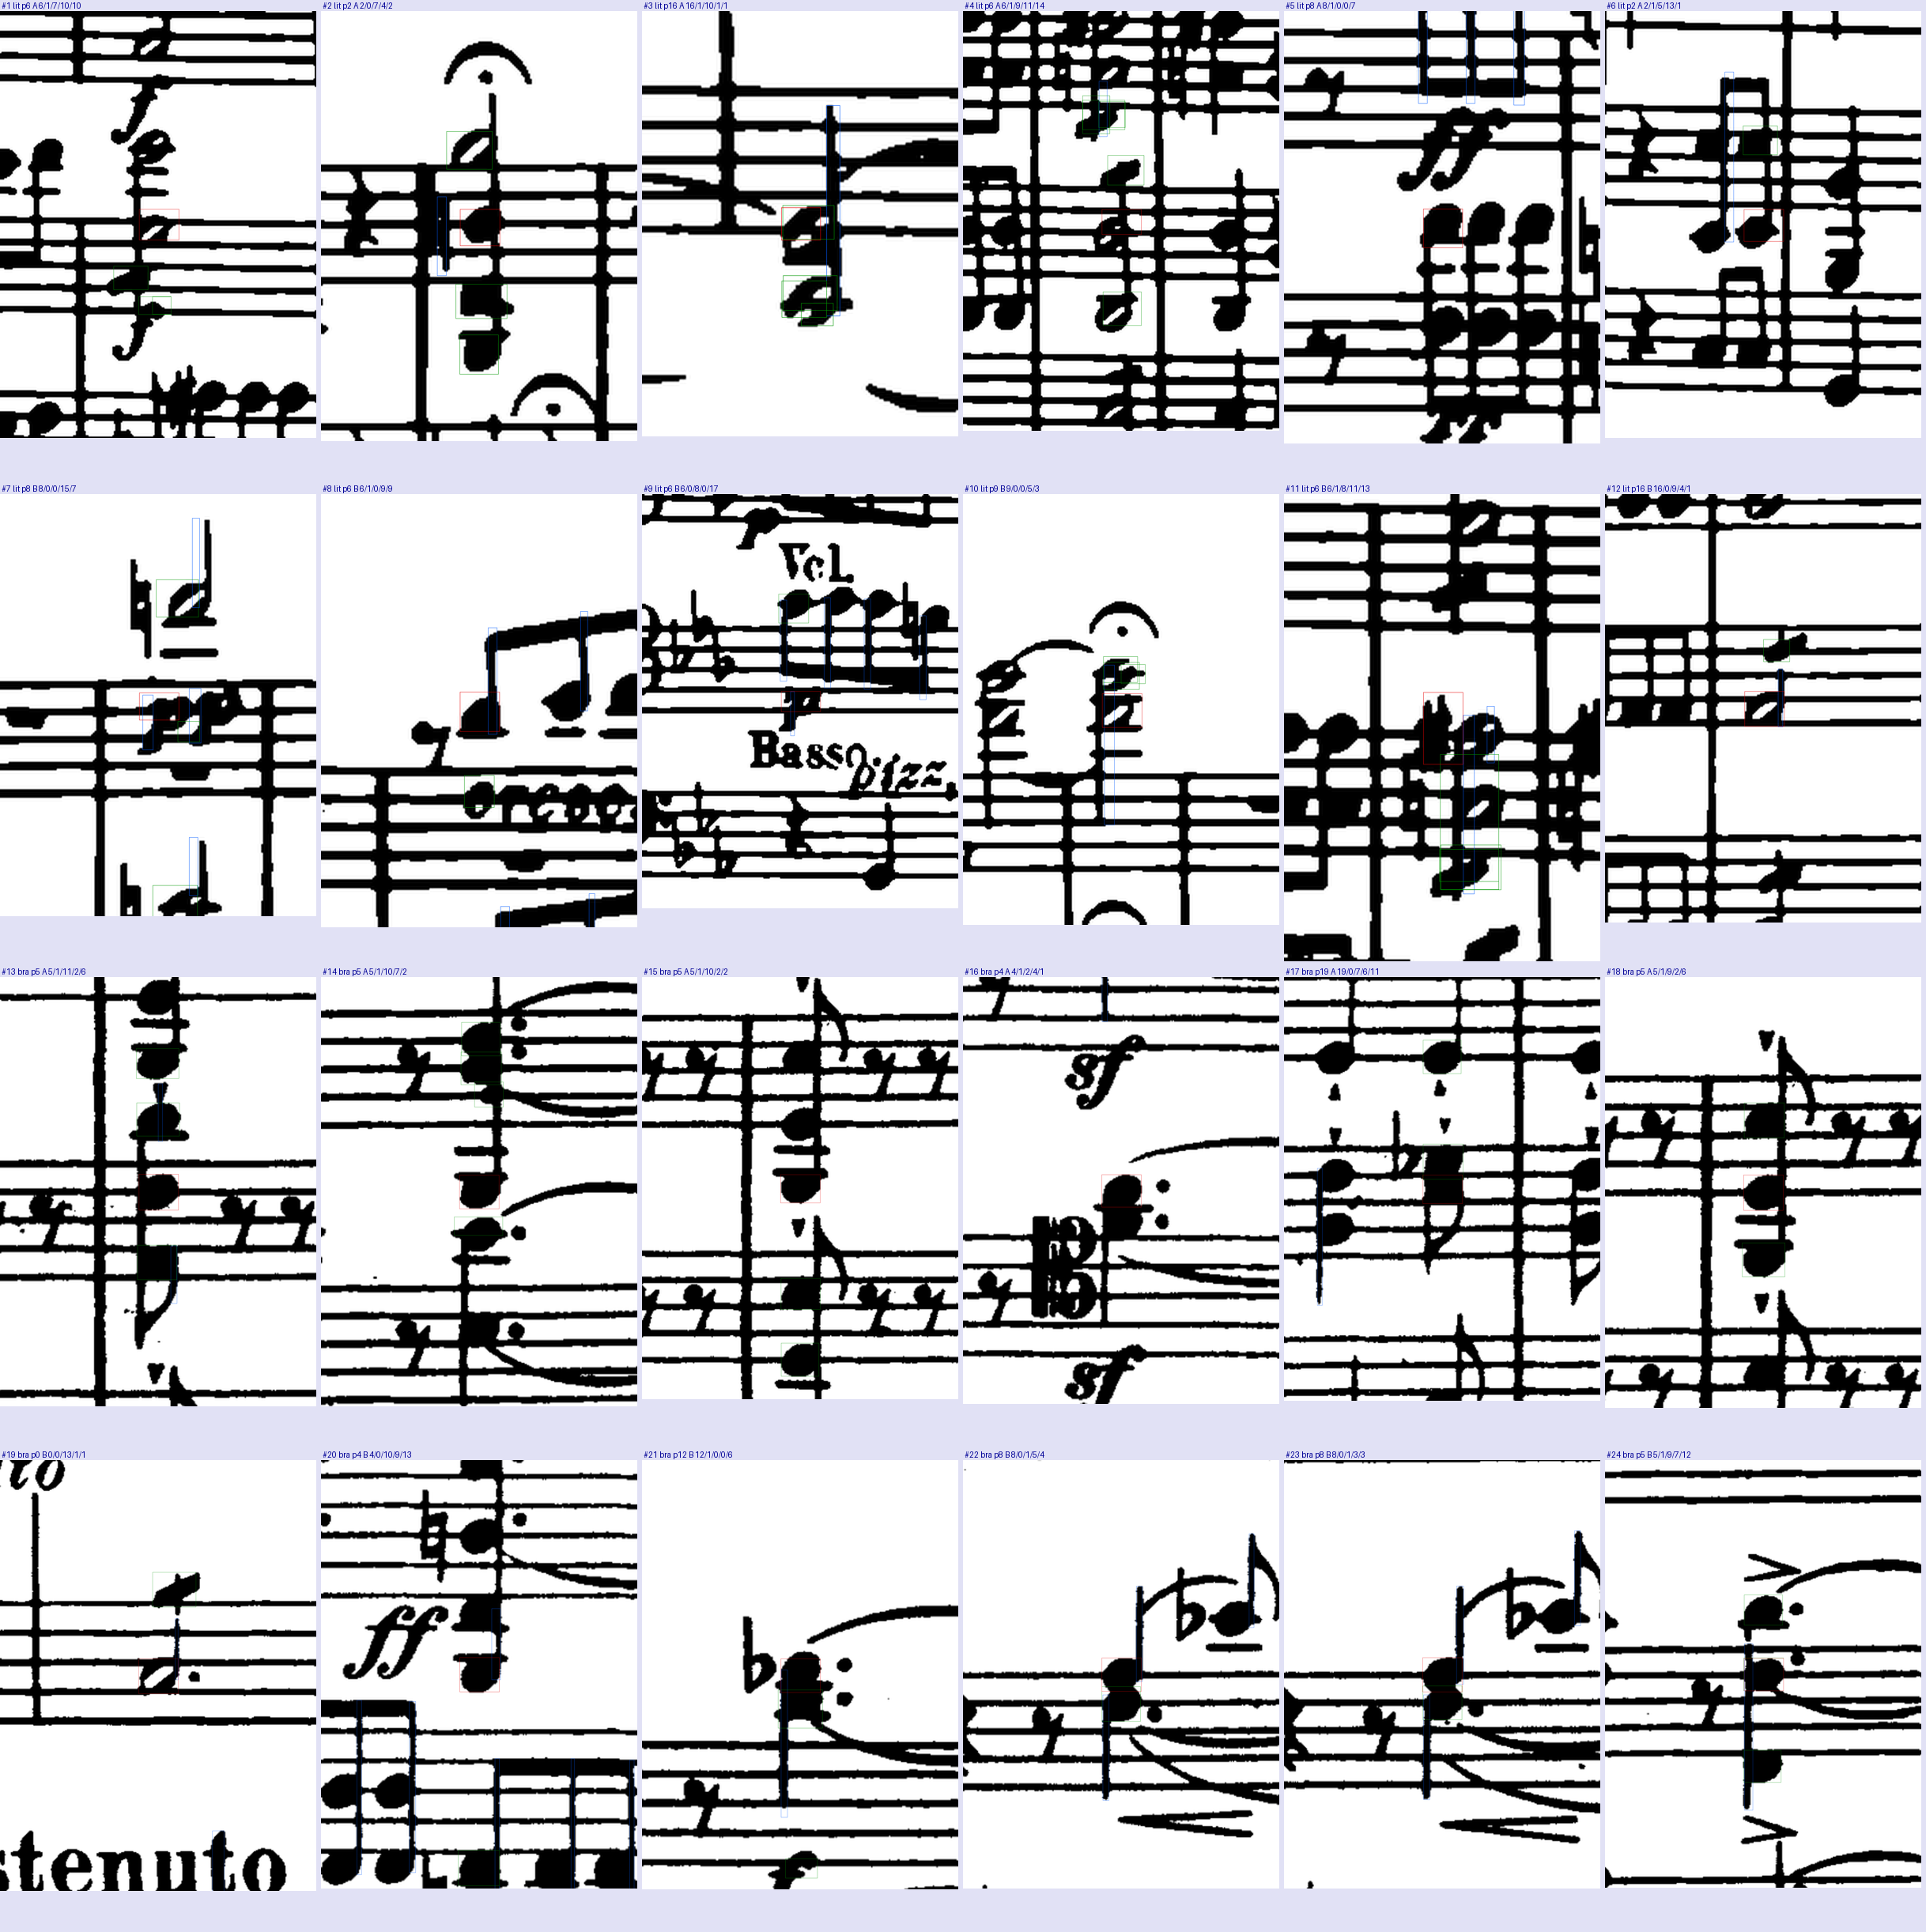 #1 lit p6 A6/1/7/10/10
#2 lit p2 A2/0/7/4/2
#3 lit p16 A16/1/10/1/1
#4 lit p6 A6/1/9/11/14
#5 lit p8 A8/1/0/0/7
#6 lit p2 A2/1/5/13/1
f
f
ff
#7 lit p8 B8/0/0/15/7
#8 lit p6 B6/1/0/9/9
#9 lit p6 B6/0/8/0/17
#10 lit p9 B9/0/0/5/3
#11 lit p6 B6/1/8/11/13
#12 lit p16 B16/0/9/4/1
Vcl
Basso
pizz
#13 bra p5 A5/1/11/2/6
#14 bra p5 A5/1/10/7/2
#15 bra p5 A5/1/10/2/2
#16 bra p4 A4/1/2/4/1
#17 bra p19 A19/0/7/6/11
#18 bra p5 A5/1/9/2/6
sf
sf
#19 bra p0 B0/0/13/1/1
#20 bra p4 B4/0/10/9/13
#21 bra p12 B12/1/0/0/6
#22 bra p8 B8/0/1/5/4
#23 bra p8 B8/0/1/3/3
#24 bra p5 B5/1/9/7/12
ff
stenuto